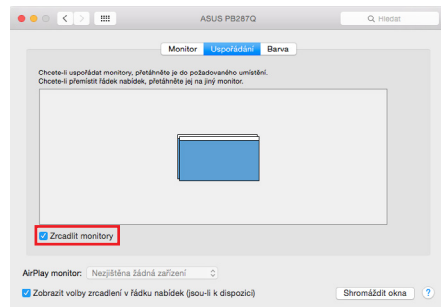 ASUS PB287Q
Hledat
Monitor Uspořádání Barva
Chcete-li uspořádat monitory, přetáhněte je do požadovaného umístění.
Chcete-li přemístit řádek nabídek, přetáhněte jej na jiný monitor.
Zrcadlit monitory
AirPlay monitor: Nezjištěna žádná zařízení
Zobrazit volby zrcadlení v řádku nabídek (jsou-li k dispozici)
Shromáždit okna ?